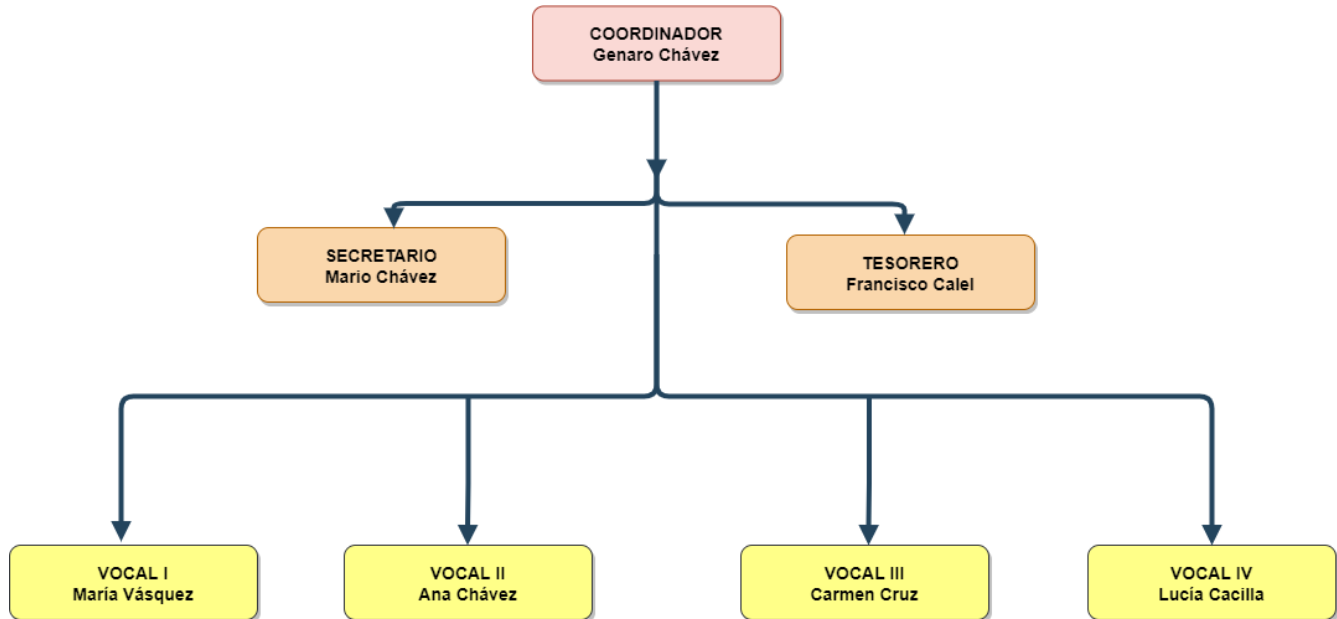 COORDINADOR
Genaro Chávez
SECRETARIO
Mario Chávez
TESORERO
Francisco Calel
VOCAL I
María Vásquez
VOCAL II
Ana Chávez
VOCAL III
Carmen Cruz
VOCAL IV
Lucía Cacilla